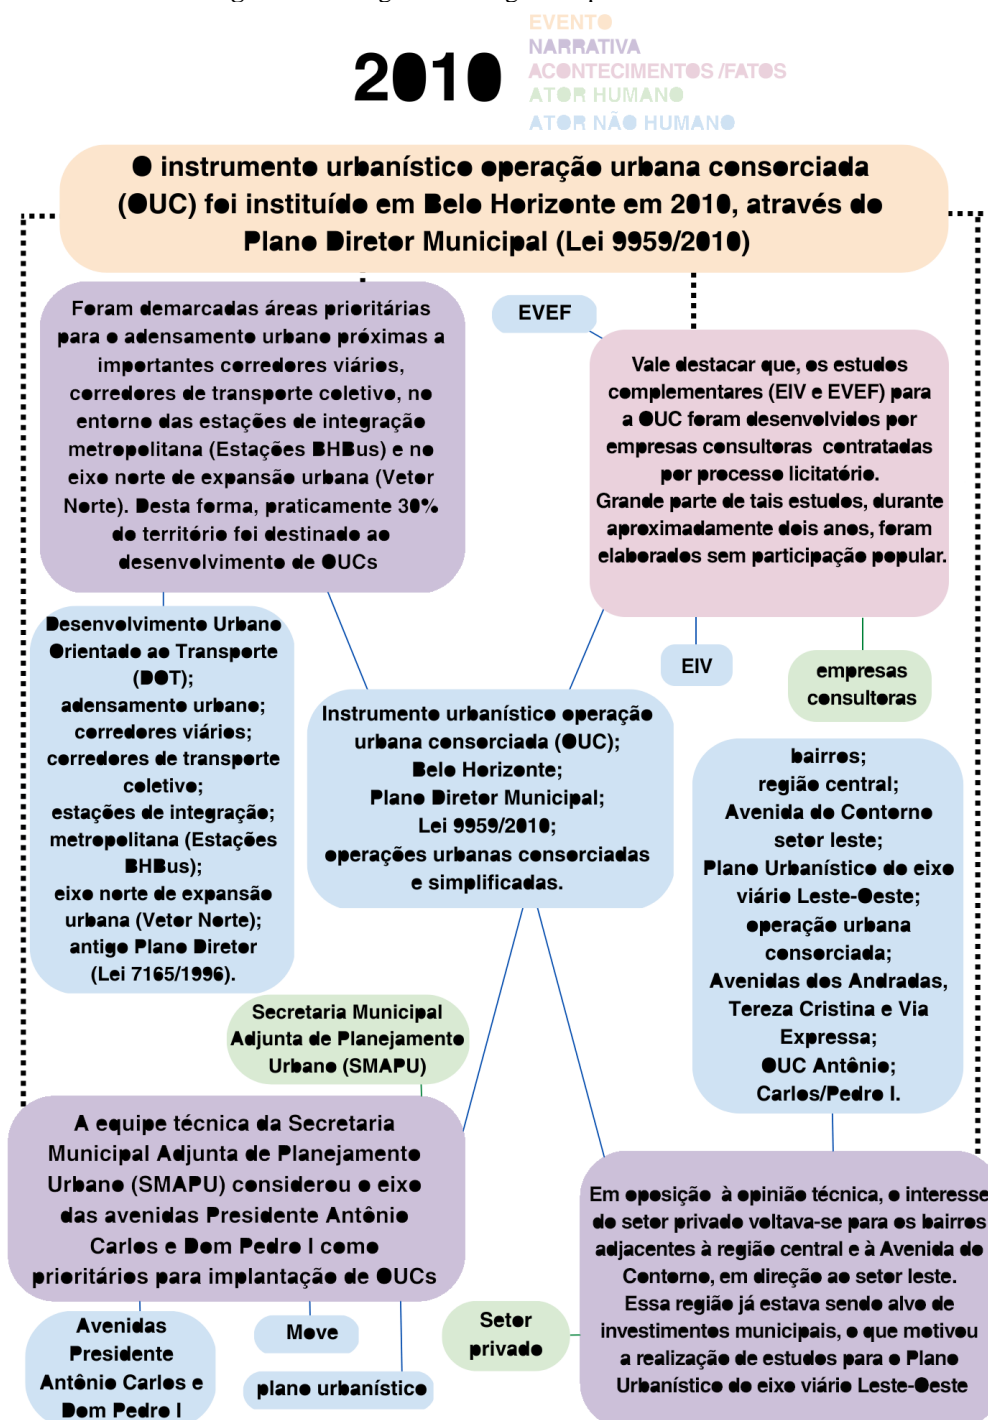 2010
EVENTO
NARRATIVA
ACONTECIMENTOS /FATOS
ATOR HUMANO
ATOR NÃO HUMANO
O instrumento urbanístico operação urbana consorciada
(OUC) foi instituído em Belo Horizonte em 2010, através do
Plano Diretor Municipal (Lei 9959/2010)
Foram demarcadas áreas prioritárias
para o adensamento urbano próximas a
importantes corredores viários,
corredores de transporte coletivo, no
entorno das estações de integração
metropolitana (Estações BHBus) e no
eixo norte de expansão urbana (Vetor
Norte). Desta forma, praticamente 30%
do território foi destinado ao
desenvolvimento de OUCs
EVEF
Vale destacar que, os estudos
complementares (EIV e EVEF) para
a OUC foram desenvolvidos por
empresas consultoras contratadas
por processo licitatório.
Grande parte de tais estudos, durante
aproximadamente dois anos, foram
elaborados sem participação popular.
Desenvolvimento Urbano
Orientado ao Transporte
(DOT);
adensamento urbano;
corredores viários;
corredores de transporte
coletivo;
estações de integração;
metropolitana (Estações
BHBus);
eixo norte de expansão
urbana (Vetor Norte);
antigo Plano Diretor
(Lei 7165/1996).
EIV
empresas
consultoras
Instrumento urbanístico operação
urbana consorciada (OUC);
Belo Horizonte;
Plano Diretor Municipal;
Lei 9959/2010;
operações urbanas consorciadas
e simplificadas.
bairros;
região central;
Avenida do Contorno
setor leste;
Plano Urbanístico do eixo
viário Leste-Oeste;
operação urbana
consorciada;
Avenidas dos Andradas,
Tereza Cristina e Via
Expressa;
OUC Antônio;
Carlos/Pedro I.
Secretaria Municipal
Adjunta de Planejamento
Urbano (SMAPU)
A equipe técnica da Secretaria
Municipal Adjunta de Planejamento
Urbano (SMAPU) considerou o eixo
das avenidas Presidente Antônio
Carlos e Dom Pedro I como
prioritários para implantação de OUCs
Em oposição à opinião técnica, o interesse
do setor privado voltava-se para os bairros
adjacentes à região central e à Avenida do
Contorno, em direção ao setor leste.
Essa região já estava sendo alvo de
investimentos municipais, o que motivou
a realização de estudos para o Plano
Urbanístico do eixo viário Leste-Oeste
Avenidas
Presidente
Antônio Carlos e
Dom Pedro I
Move
plano urbanístico
Setor
privado